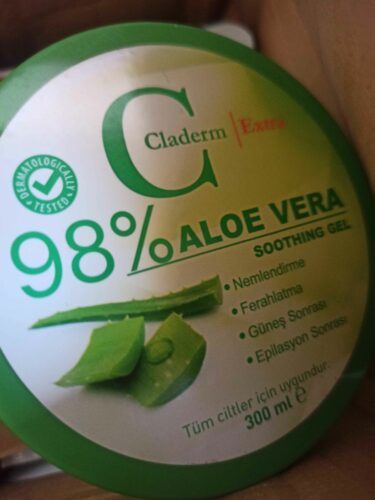 C
Claderm | Extra
DERMATOLOGICALLY
TESTED
98% ALOE VERA
SOOTHING GEL
• Nemlendirme
• Ferahlatma
• Güneş Sonrası
• Epilasyon Sonrası
Tüm ciltler için uygundur.
300 ml e